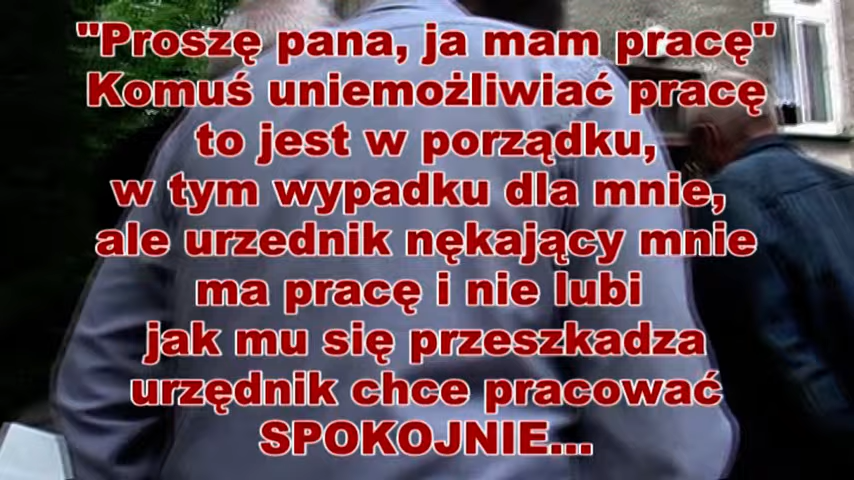 "Proszę pana, ja mam pracę"
Komuś uniemożliwiać pracę
to jest w porządku,
w tym wypadku dla mnie,
ale urzednik nękający mnie
ma pracę i nie lubi
jak mu się przeszkadza
urzędnik chce pracować
SPOKOJNIE...